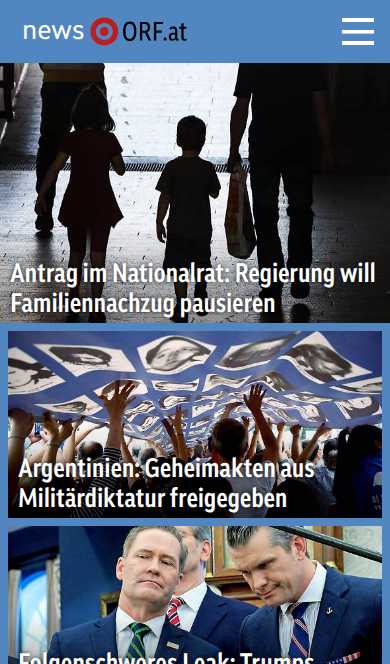 news ORF.at
Antrag im Nationalrat: Regierung will
Familiennachzug pausieren
Argentinien: Geheimakten aus
Militärdiktatur freigegeben
Folgenschweres Leak: Trumps